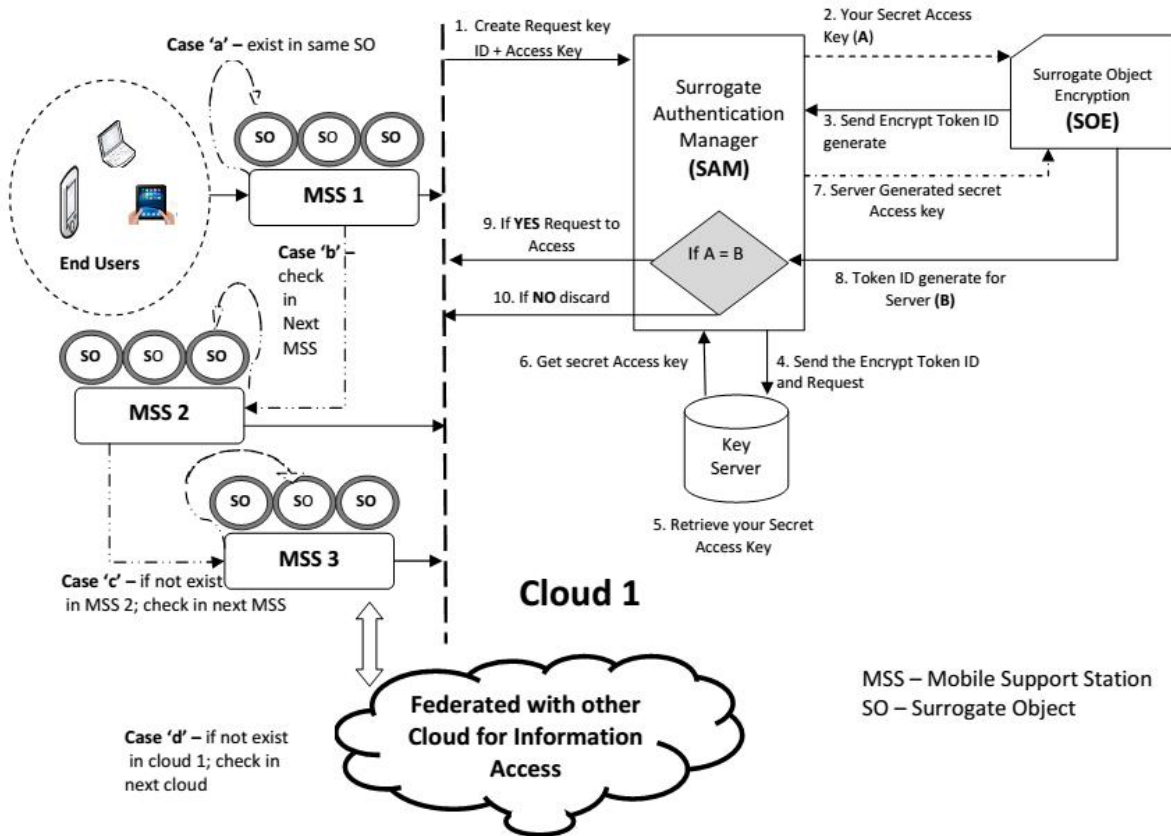 Case ‘a’ – exist in same SO
SO SO SO
MSS 1
End Users
Case ‘b’ –
check
in
Next
MSS
SO SO SO
MSS 2
SO SO SO
MSS 3
Case ‘c’ – if not exist
in MSS 2; check in next MSS
Case ‘d’ – if not exist
in cloud 1; check in
next cloud
1. Create Request key
ID + Access Key
2. Your Secret Access
Key (A)
Surrogate
Authentication
Manager
(SAM)
Surrogate Object
Encryption
(SOE)
3. Send Encrypt Token ID
generate
7. Server Generated secret
Access key
9. If YES Request to
Access
If A = B
8. Token ID generate for
Server (B)
10. If NO discard
6. Get secret Access key
4. Send the Encrypt Token ID
and Request
Key
Server
5. Retrieve your Secret
Access Key
Cloud 1
Federated with other
Cloud for Information
Access
MSS – Mobile Support Station
SO – Surrogate Object